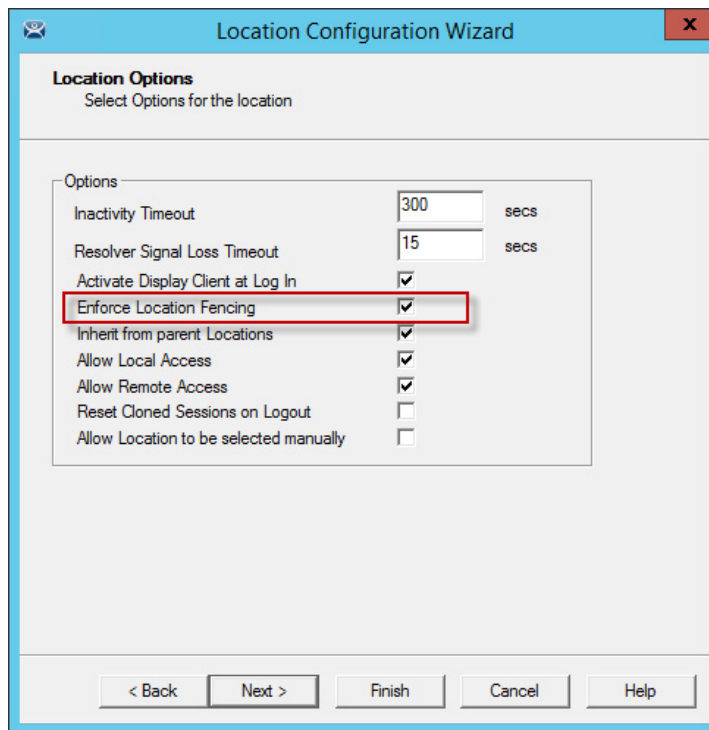 Location Configuration Wizard
x
Location Options
Select Options for the location
Options
Inactivity Timeout 300 secs
Resolver Signal Loss Timeout 15 secs
Activate Display Client at Log In
Enforce Location Fencing
Inherit from parent Locations
Allow Local Access
Allow Remote Access
Reset Cloned Sessions on Logout
Allow Location to be selected manually
< Back Next > Finish Cancel Help